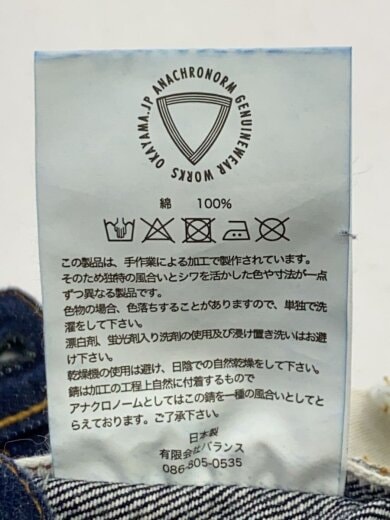 ANACHRONORM GENUINEWEAR WORKS OKAYAMA.JP
綿 100%
この製品は、手作業による加工で製作されています。
そのため独特の風合いとシワを活かした色や寸法が一点
ずつ異なる製品です。
色物の場合、色落ちすることがありますので、単独で洗
濯をして下さい。
漂白剤、蛍光剤入り洗剤の使用及び浸け置き洗いはお避
け下さい。
乾燥機の使用は避け、日陰での自然乾燥をして下さい。
錆は加工の工程上自然に付着するもので
アナクロノームとしてはこの錆を一種の風合いとしてと
らえております。ご了承下さい。
日本製
有限会社バランス
086-805-0535